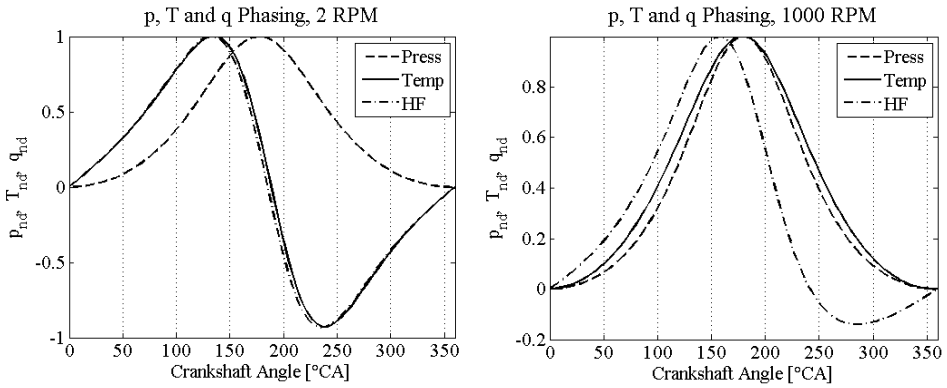 p, T and q Phasing, 2 RPM
1
0.5
0
-0.5
-1
p_nd, T_nd, q_nd
Press
Temp
HF
0 50 100 150 200 250 300 350
Crankshaft Angle [°CA]
p, T and q Phasing, 1000 RPM
0.8
0.6
0.4
0.2
0
-0.2
p_nd, T_nd, q_nd
Press
Temp
HF
0 50 100 150 200 250 300 350
Crankshaft Angle [°CA]